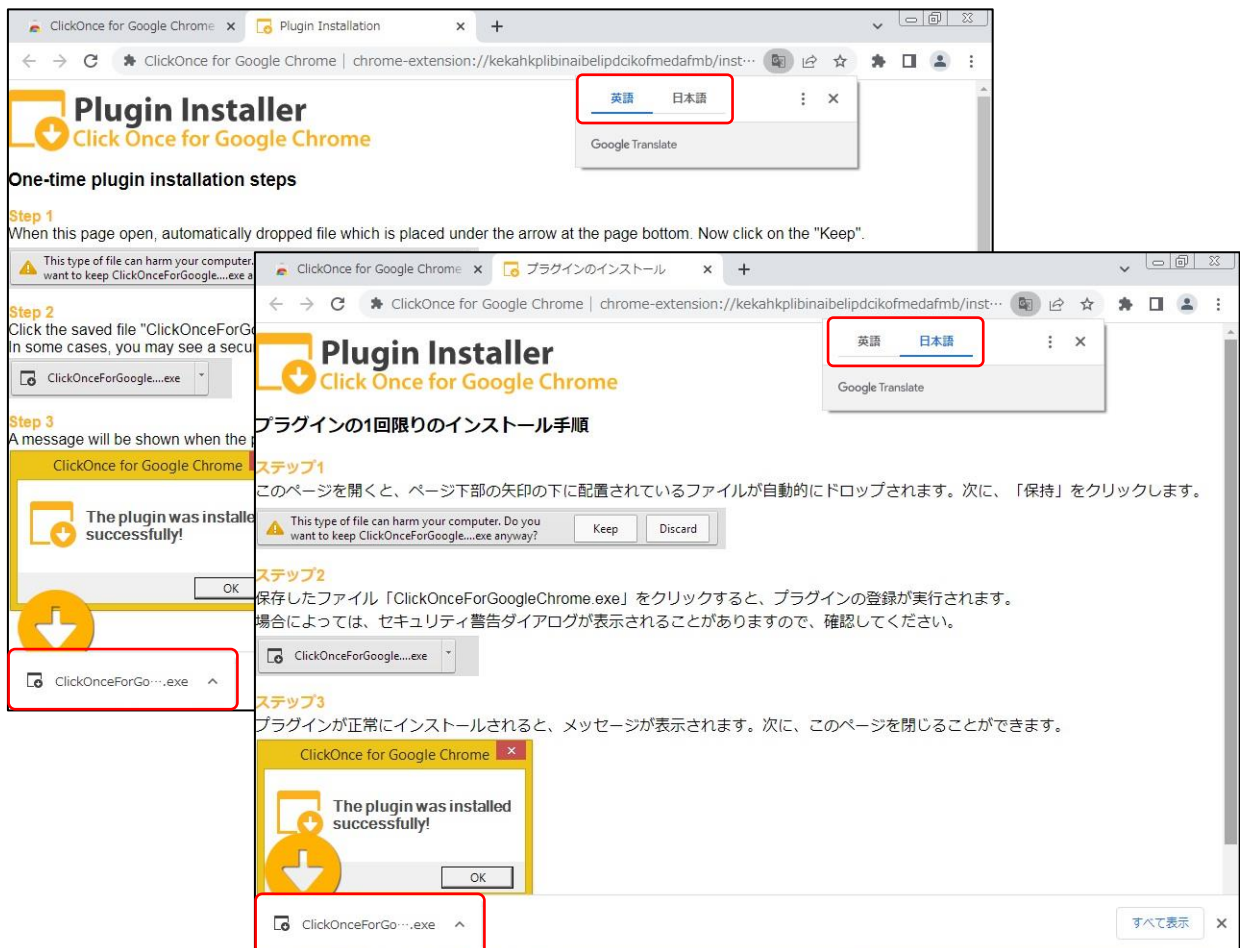 ClickOnce for Google Chrome
Plugin Installation
ClickOnce for Google Chrome | chrome-extension://kekahkplibinaibelipdcikofmedafmb/inst…
英語 日本語
Google Translate
Plugin Installer
Click Once for Google Chrome
One-time plugin installation steps
Step 1
When this page open, automatically dropped file which is placed under the arrow at the page bottom. Now click on the "Keep".
This type of file can harm your computer.
want to keep ClickOnceForGoogle....exe a
Step 2
Click the saved file "ClickOnceForGo
In some cases, you may see a secu
ClickOnceForGoogle....exe
Step 3
A message will be shown when the p
ClickOnce for Google Chrome
The plugin was installe
successfully!
OK
ClickOnceForGo….exe
ClickOnce for Google Chrome
プラグインのインストール
ClickOnce for Google Chrome | chrome-extension://kekahkplibinaibelipdcikofmedafmb/inst…
英語 日本語
Google Translate
Plugin Installer
Click Once for Google Chrome
プラグインの1回限りのインストール手順
ステップ1
このページを開くと、ページ下部の矢印の下に配置されているファイルが自動的にドロップされます。次に、「保持」をクリックします。
This type of file can harm your computer. Do you
want to keep ClickOnceForGoogle....exe anyway?
Keep Discard
ステップ2
保存したファイル「ClickOnceForGoogleChrome.exe」をクリックすると、プラグインの登録が実行されます。
場合によっては、セキュリティ警告ダイアログが表示されることがありますので、確認してください。
ClickOnceForGoogle....exe
ステップ3
プラグインが正常にインストールされると、メッセージが表示されます。次に、このページを閉じることができます。
ClickOnce for Google Chrome
The plugin was installed
successfully!
OK
ClickOnceForGo….exe
すべて表示